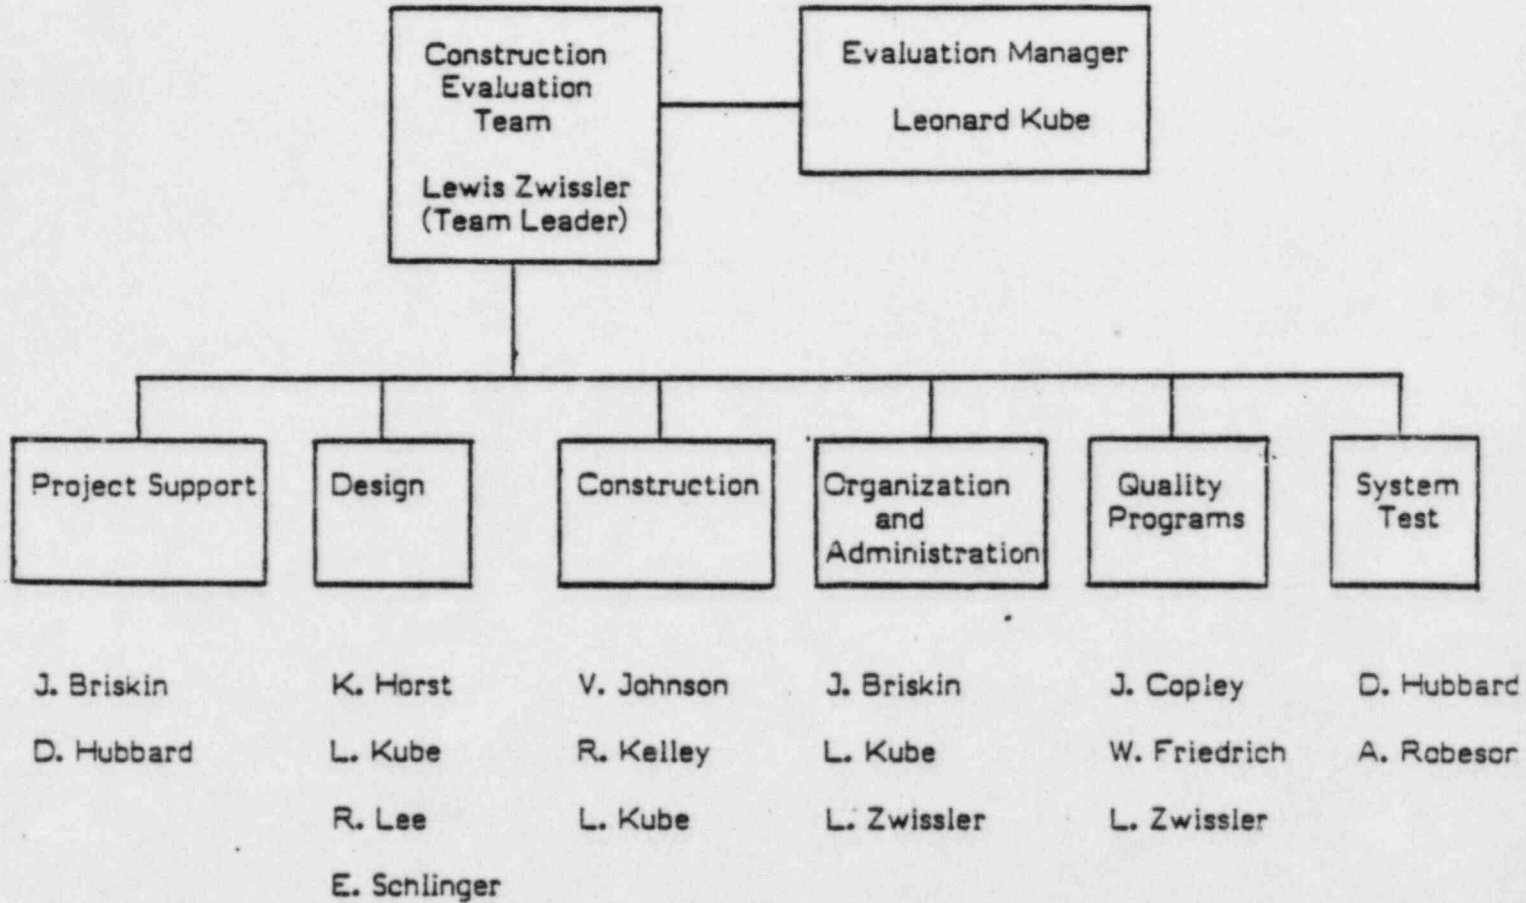 Construction
Evaluation
Team
Lewis Zwissler
(Team Leader)
Evaluation Manager
Leonard Kube
Project Support
Design
Construction
Organization
and
Administration
Quality
Programs
System
Test
J. Briskin
D. Hubbard
K. Horst
L. Kube
R. Lee
E. Schlinger
V. Johnson
R. Kelley
L. Kube
J. Briskin
L. Kube
L. Zwissler
J. Copley
W. Friedrich
L. Zwissler
D. Hubbard
A. Robesor